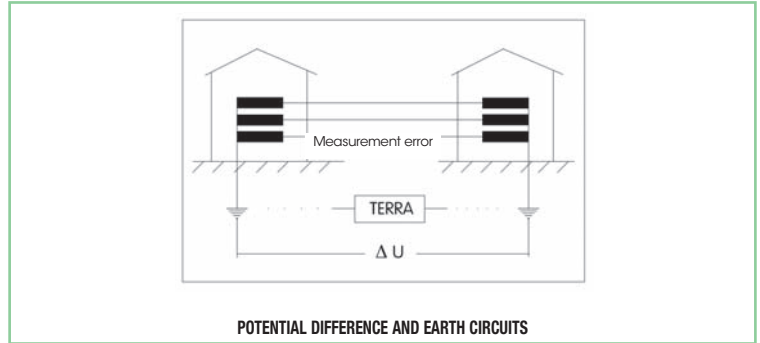 Measurement error
TERRA
Δ U
POTENTIAL DIFFERENCE AND EARTH CIRCUITS